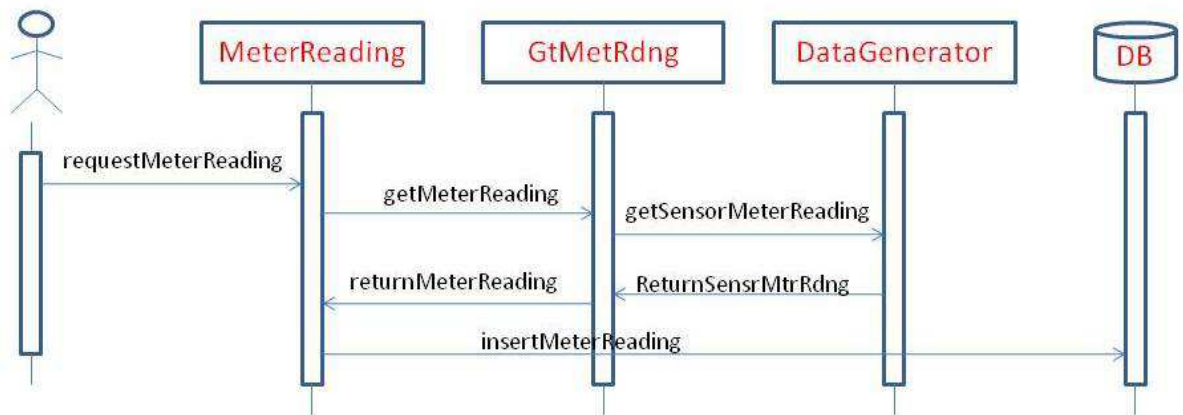 MeterReading
GtMetRdng
DataGenerator
DB
requestMeterReading
getMeterReading
getSensorMeterReading
returnMeterReading
ReturnSensrMtrRdng
insertMeterReading